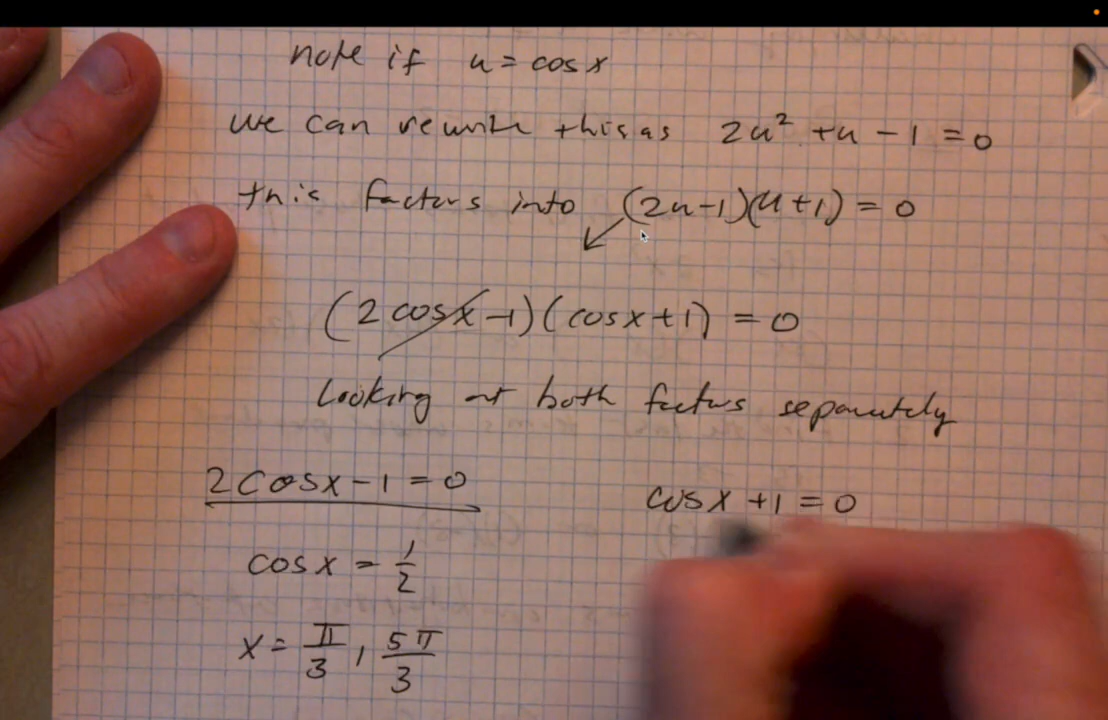 note if u = cos x
we can rewrite this as 2u² + u - 1 = 0
this factors into (2u-1)(u+1) = 0
(2 cos x - 1)(cos x + 1) = 0
Looking at both factors separately
2 cos x - 1 = 0
cos x = 1/2
x = π/3, 5π/3
cos x + 1 = 0